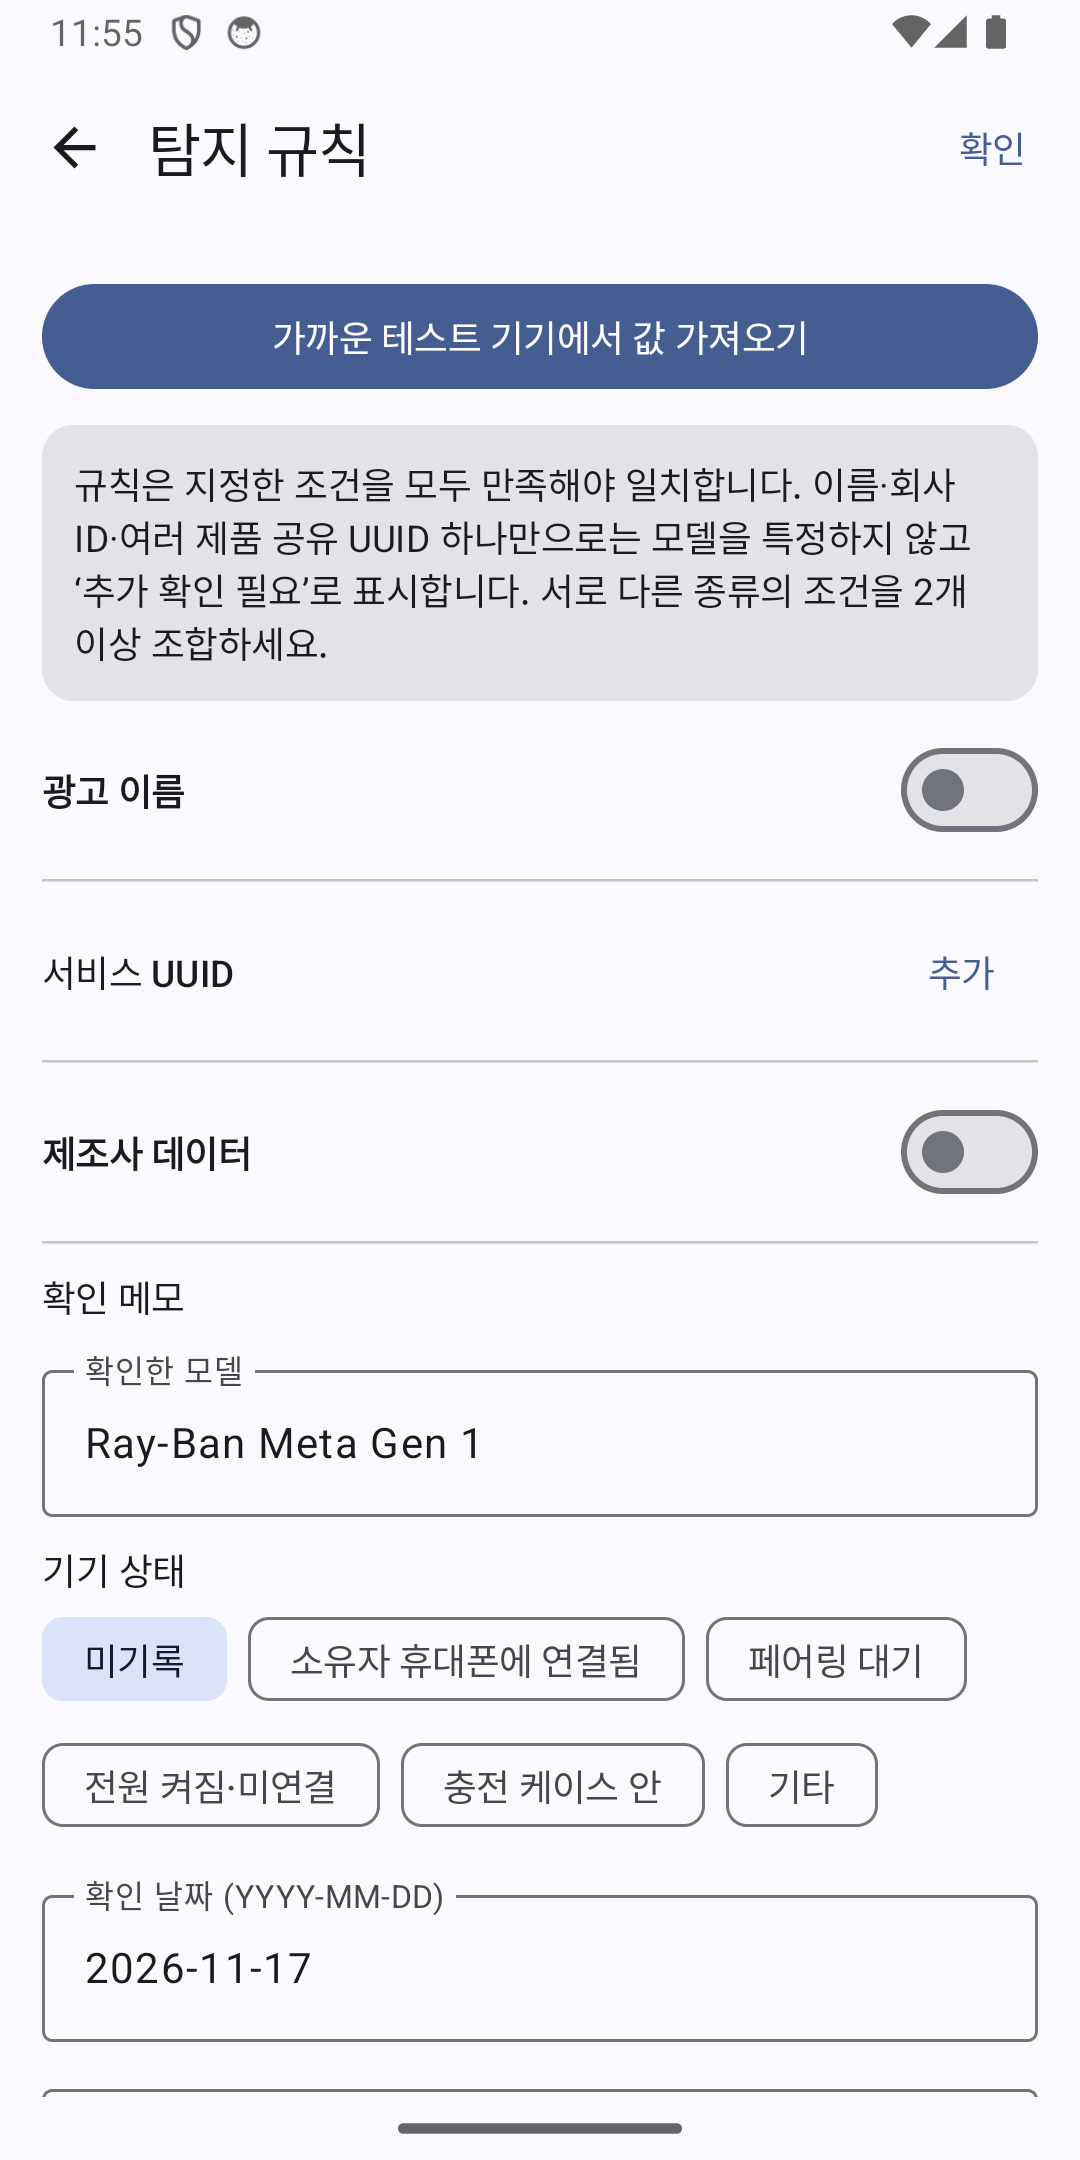 11:55
탐지 규칙
확인
가까운 테스트 기기에서 값 가져오기
규칙은 지정한 조건을 모두 만족해야 일치합니다. 이름·회사
ID·여러 제품 공유 UUID 하나만으로는 모델을 특정하지 않고
‘추가 확인 필요’로 표시합니다. 서로 다른 종류의 조건을 2개
이상 조합하세요.
광고 이름
서비스 UUID
추가
제조사 데이터
확인 메모
확인한 모델
Ray-Ban Meta Gen 1
기기 상태
미기록
소유자 휴대폰에 연결됨
페어링 대기
전원 켜짐·미연결
충전 케이스 안
기타
확인 날짜 (YYYY-MM-DD)
2026-11-17